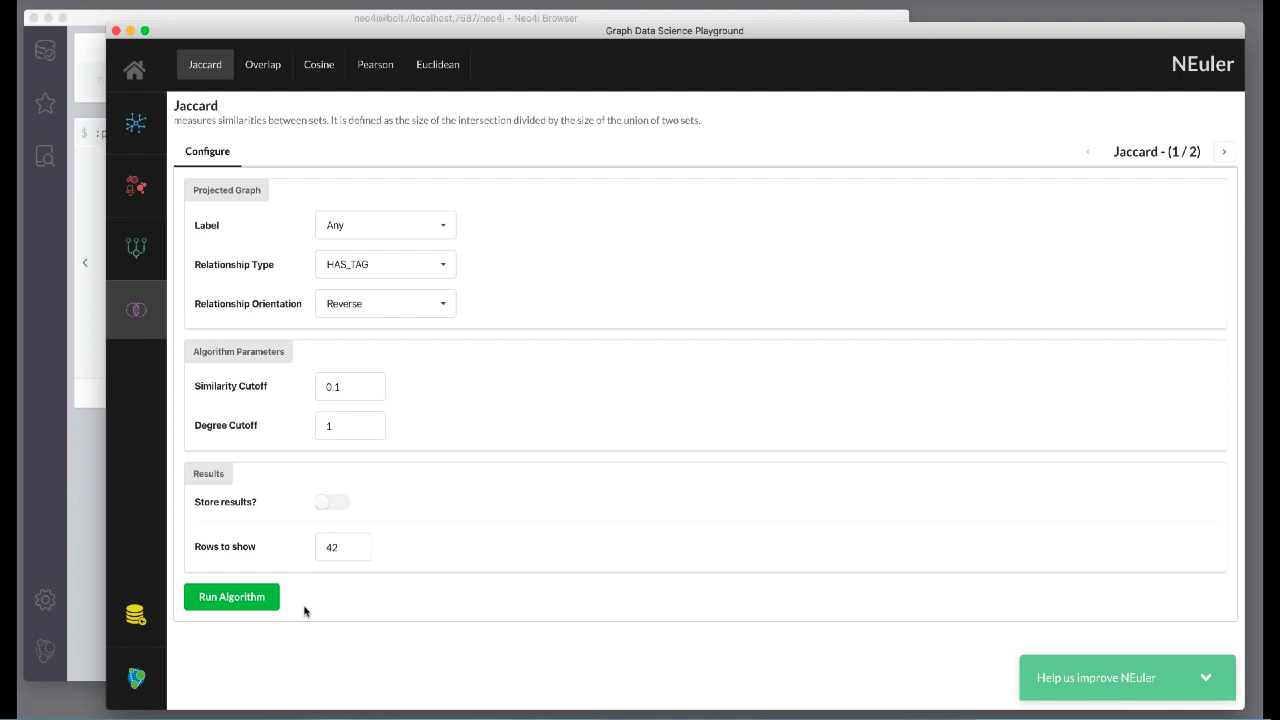 neo4j@bolt://localhost:7687/neo4j - Neo4j Browser
Graph Data Science Playground
Jaccard Overlap Cosine Pearson Euclidean
NEuler
Jaccard
measures similarities between sets. It is defined as the size of the intersection divided by the size of the union of two sets.
Configure
Jaccard - (1 / 2)
Projected Graph
Label Any
Relationship Type HAS_TAG
Relationship Orientation Reverse
Algorithm Parameters
Similarity Cutoff 0.1
Degree Cutoff 1
Results
Store results?
Rows to show 42
Run Algorithm
Help us improve NEuler
$ :p